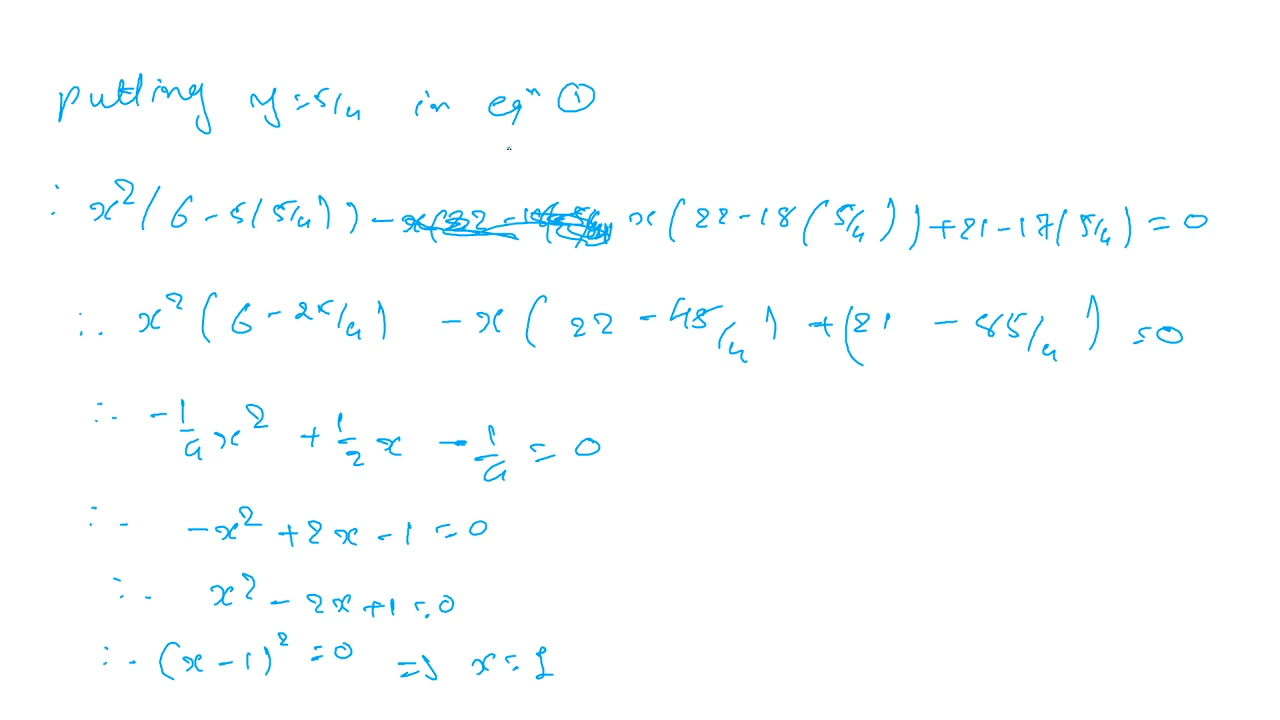 putting y = 5/4 in eqⁿ ①
∴ x²(6 - 5(5/4)) - x(22 - 18(5/4)) + 21 - 17(5/4) = 0
∴ x²(6 - 25/4) - x(22 - 45/4) + (21 - 85/4) = 0
∴ -1/4 x² + 1/2 x - 1/4 = 0
∴ -x² + 2x - 1 = 0
∴ x² - 2x + 1 = 0
∴ (x - 1)² = 0 ⇒ x = 1